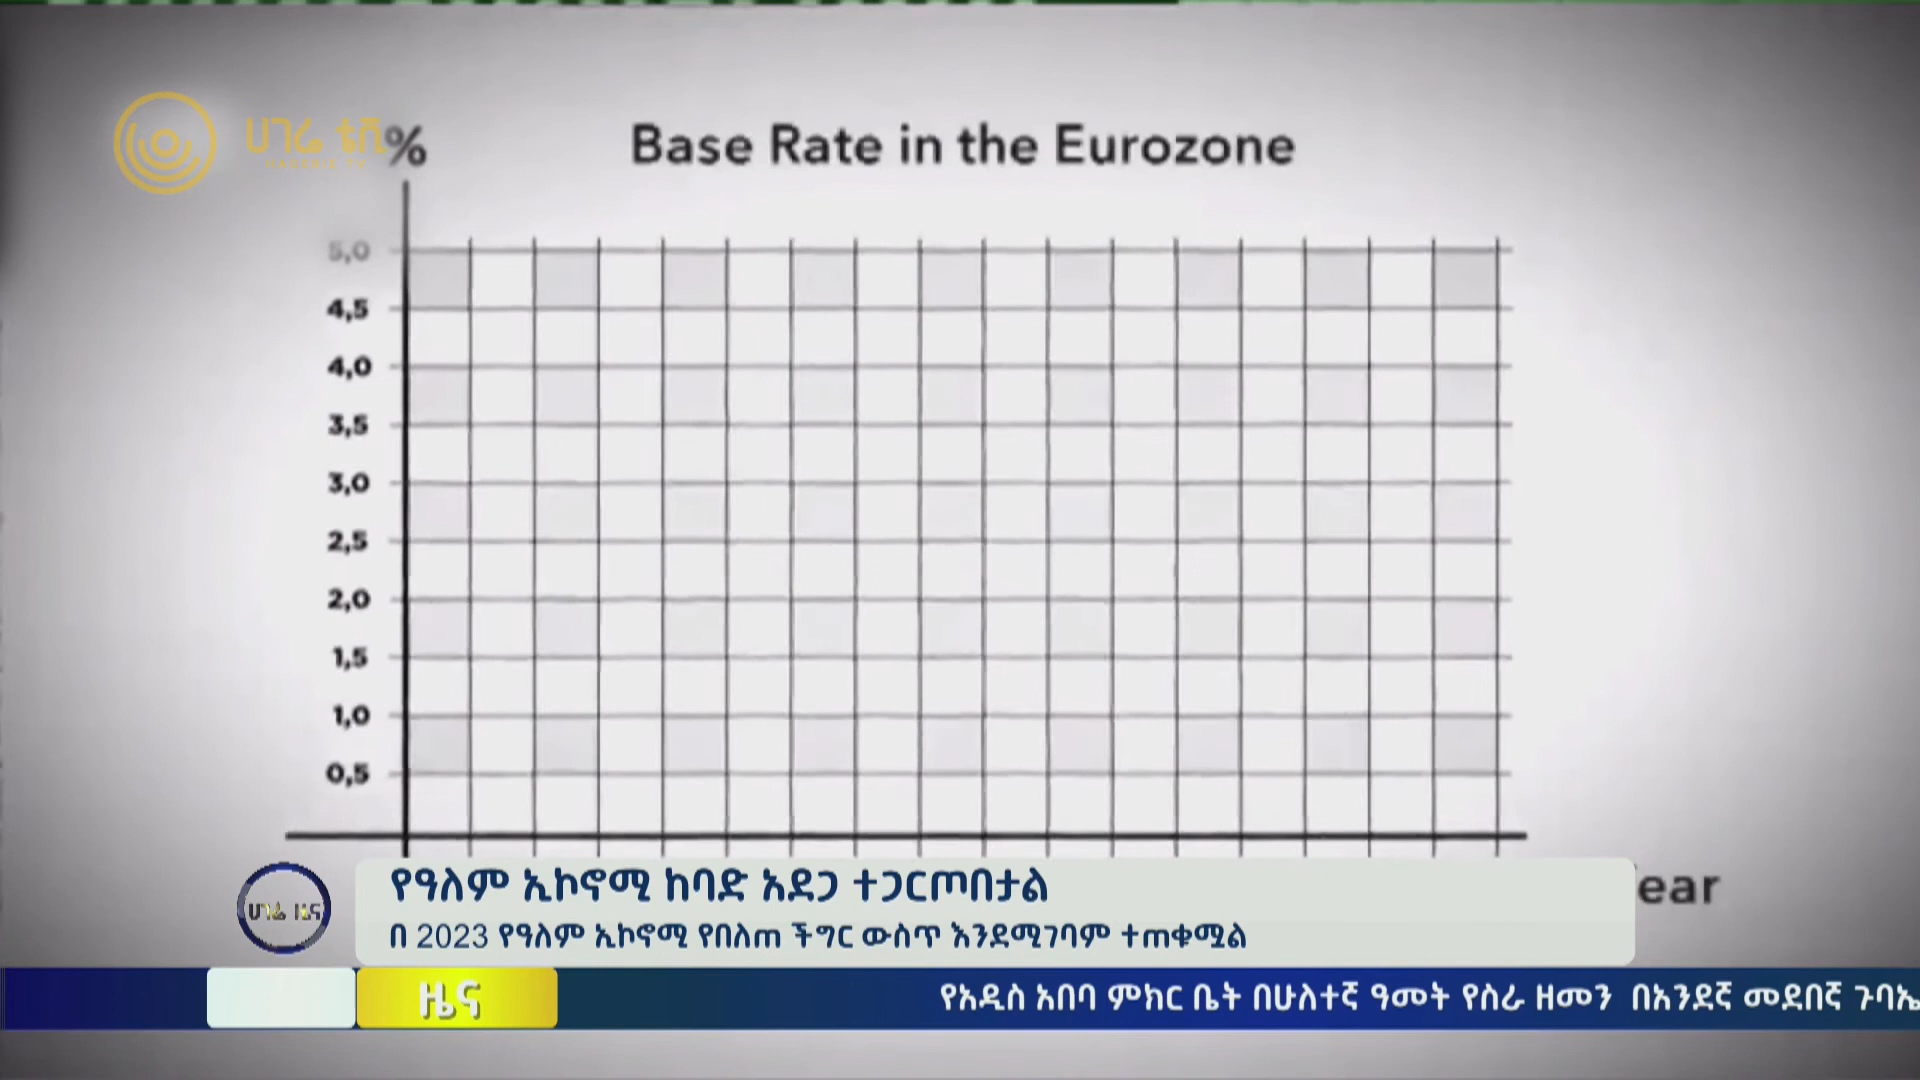 ሀገሬ ቴቪ
%
Base Rate in the Eurozone
5,0
4,5
4,0
3,5
3,0
2,5
2,0
1,5
1,0
0,5
ear
ሀገሬ ዜና
የዓለም ኢኮኖሚ ከባድ አደጋ ተጋርጦበታል
በ 2023 የዓለም ኢኮኖሚ የበለጠ ችግር ውስጥ እንደሚገባም ተጠቁሟል
ዜና
የአዲስ አበባ ምክር ቤት በሁለተኛ ዓመት የስራ ዘመን በአንደኛ መደበኛ ጉባኤ